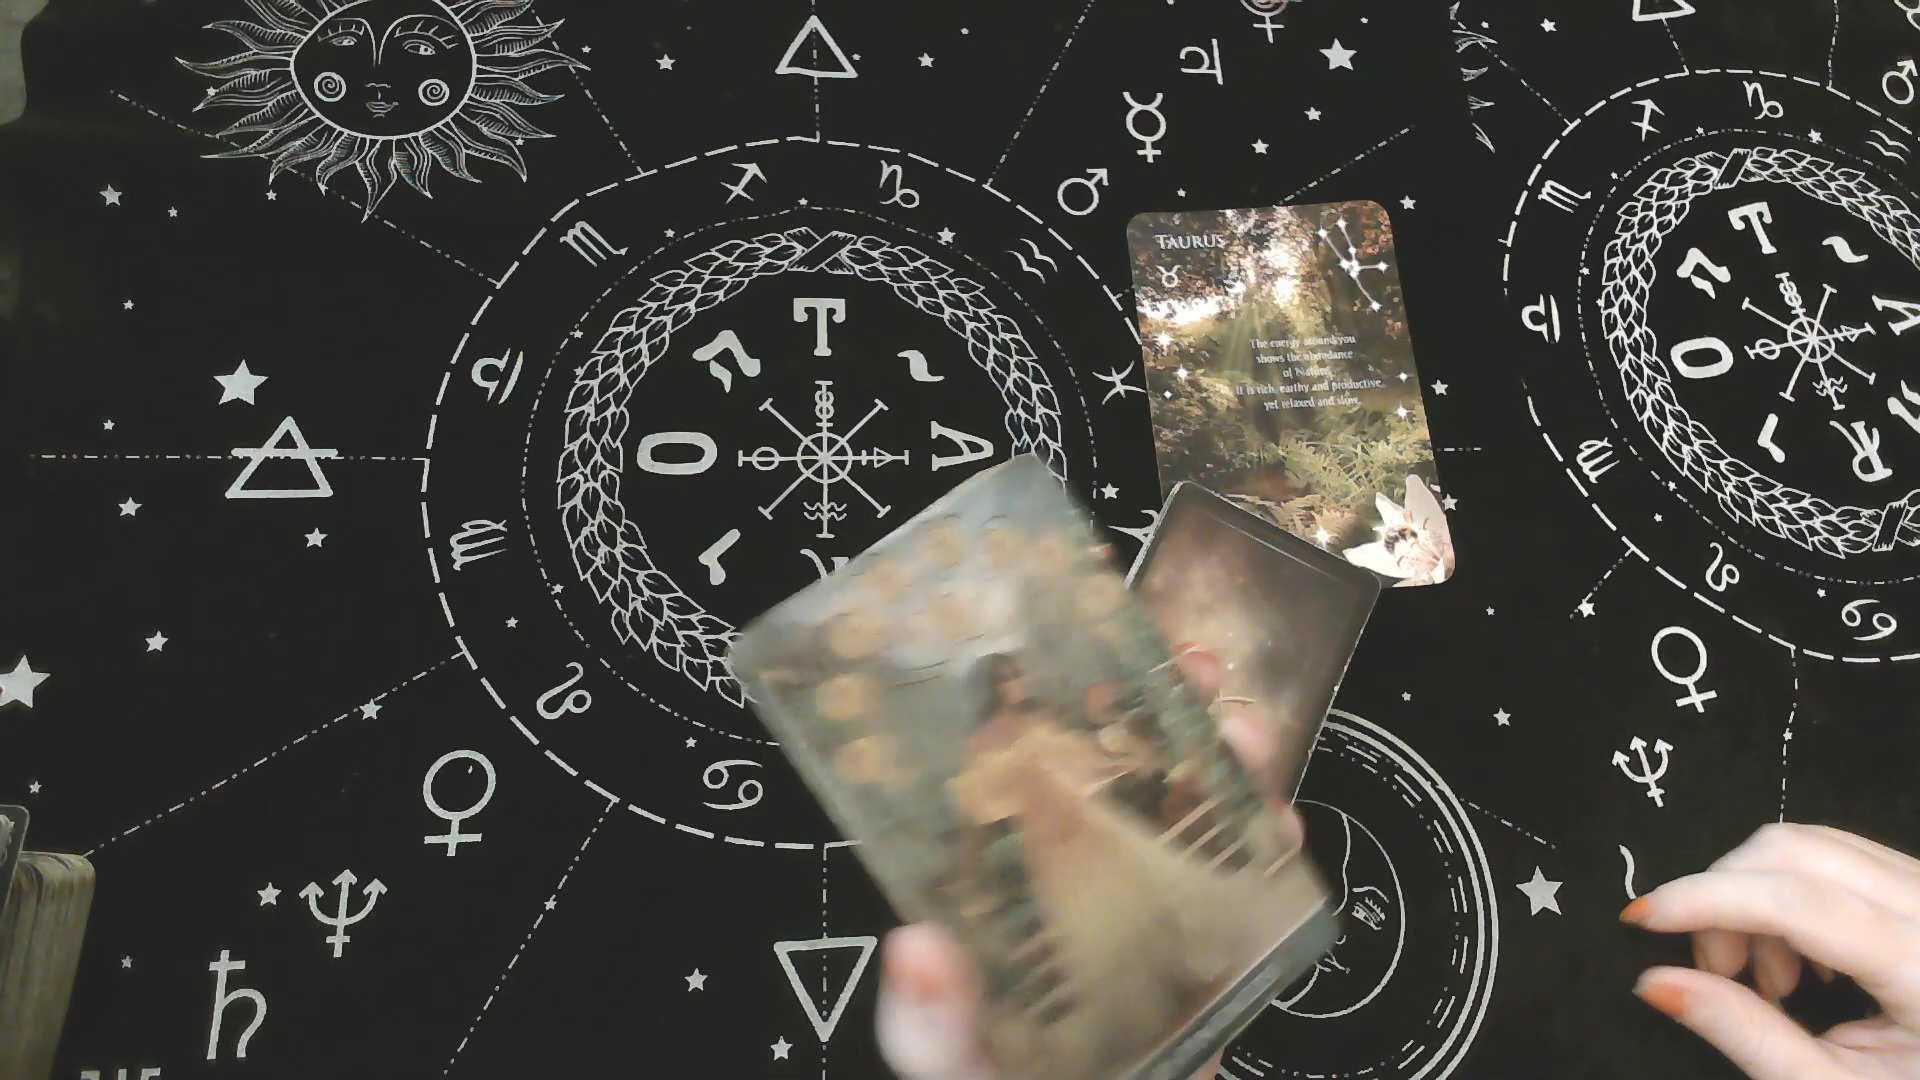 TAURUS
The energy around you
shows the abundance
of Nature.
It is rich, earthy and productive,
yet relaxed and slow.
T
A
O
T
A
O
R